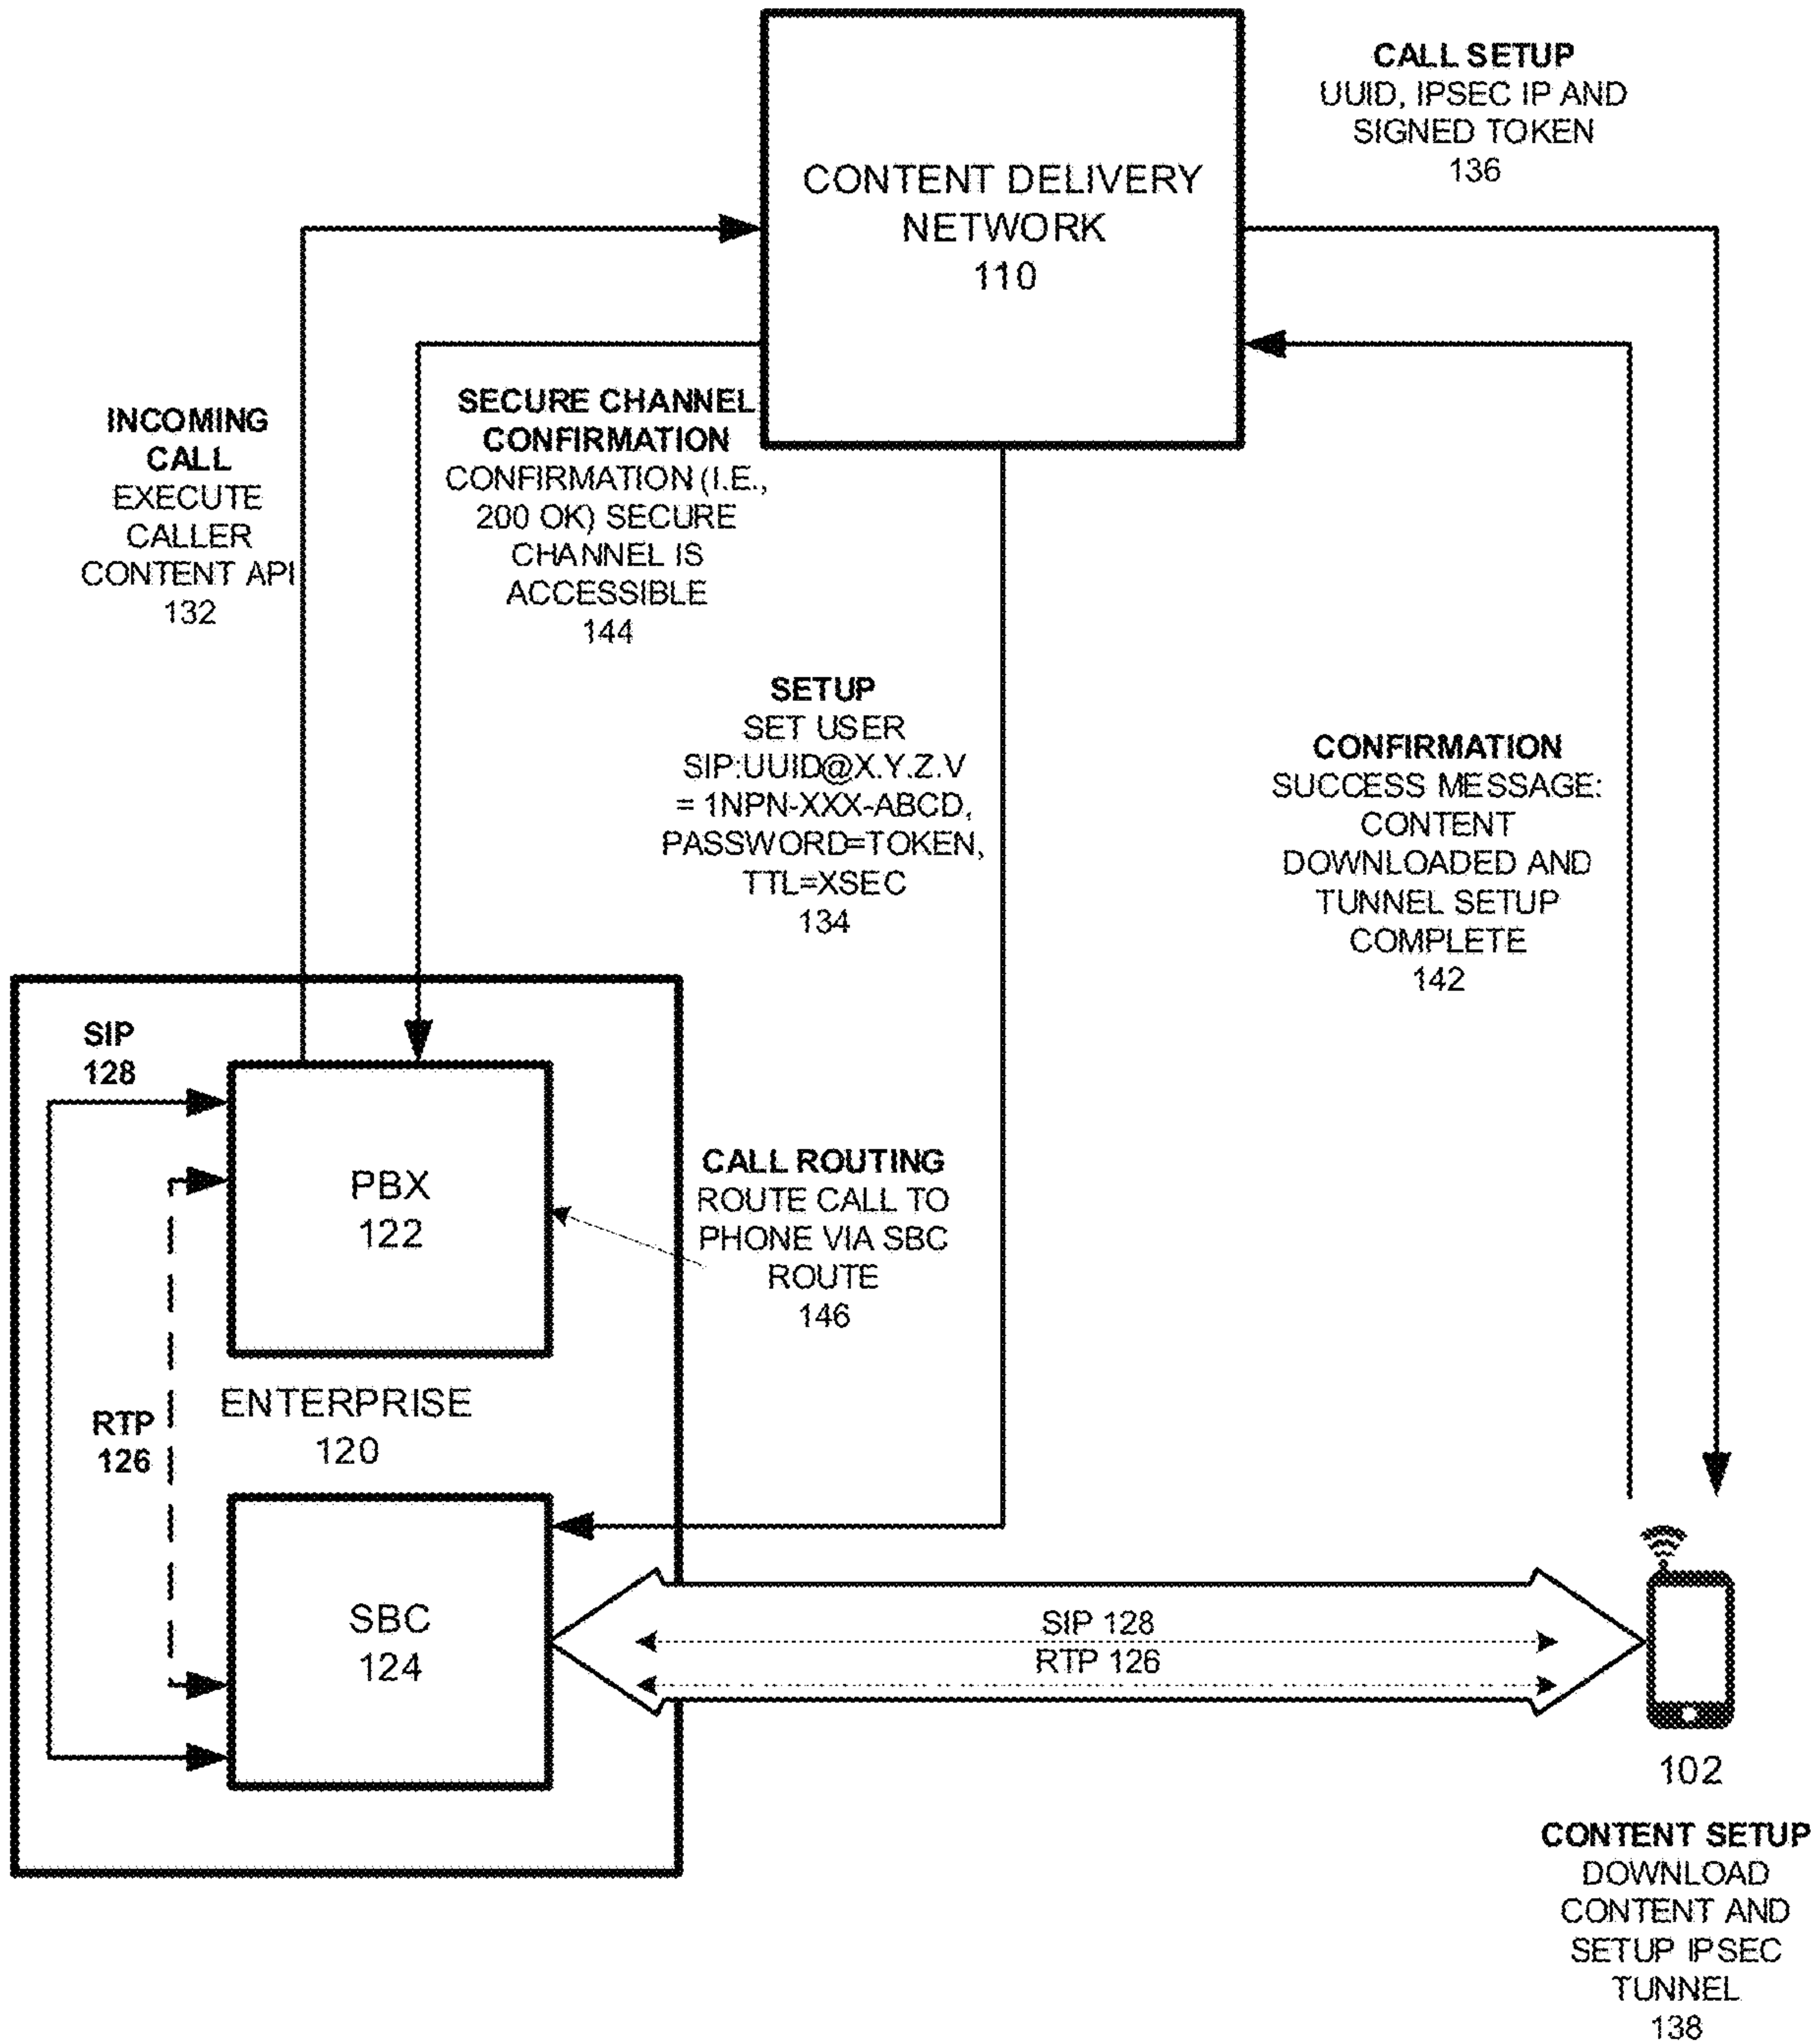 CALL SETUP
UUID, IPSEC IP AND
SIGNED TOKEN
136
CONTENT DELIVERY
NETWORK
110
INCOMING
CALL
EXECUTE
CALLER
CONTENT API
132
SECURE CHANNEL
CONFIRMATION
CONFIRMATION (I.E.,
200 OK) SECURE
CHANNEL IS
ACCESSIBLE
144
SETUP
SET USER
SIP:UUID@X.Y.Z.V
= 1NPN-XXX-ABCD,
PASSWORD=TOKEN,
TTL=XSEC
134
CONFIRMATION
SUCCESS MESSAGE:
CONTENT
DOWNLOADED AND
TUNNEL SETUP
COMPLETE
142
SIP
128
PBX
122
CALL ROUTING
ROUTE CALL TO
PHONE VIA SBC
ROUTE
146
ENTERPRISE
120
RTP
126
SBC
124
SIP 128
RTP 126
102
CONTENT SETUP
DOWNLOAD
CONTENT AND
SETUP IPSEC
TUNNEL
138